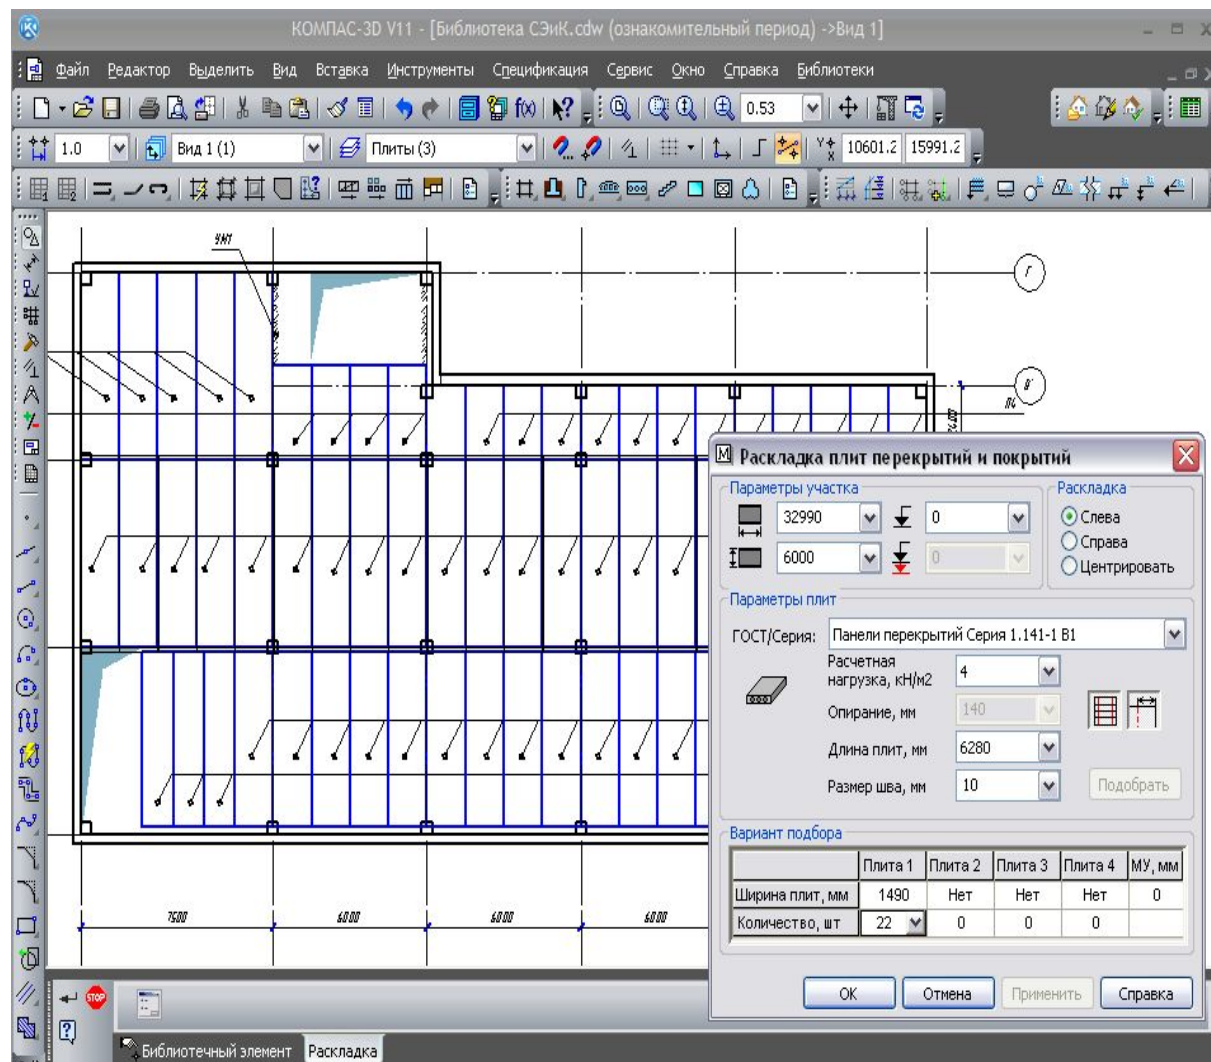 КОМПАС-3D V11 - [Библиотека СЭиК.cdw (ознакомительный период) ->Вид 1]
Файл Редактор Выделить Вид Вставка Инструменты Спецификация Сервис Окно Справка Библиотеки
0.53
1.0 Вид 1 (1) Плиты (3) 10601.2 15991.2
УМ1
Г
В
П4
Раскладка плит перекрытий и покрытий
Параметры участка
32990 0
6000 0
Раскладка
Слева
Справа
Центрировать
Параметры плит
ГОСТ/Серия: Панели перекрытий Серия 1.141-1 В1
Расчетная нагрузка, кН/м2 4
Опирание, мм 140
Длина плит, мм 6280
Размер шва, мм 10
Подобрать
Вариант подбора
Плита 1 Плита 2 Плита 3 Плита 4 МУ, мм
Ширина плит, мм 1490 Нет Нет Нет 0
Количество, шт 22 0 0 0
ОК Отмена Применить Справка
7500 6000 6000 6000
STOP
Библиотечный элемент Раскладка